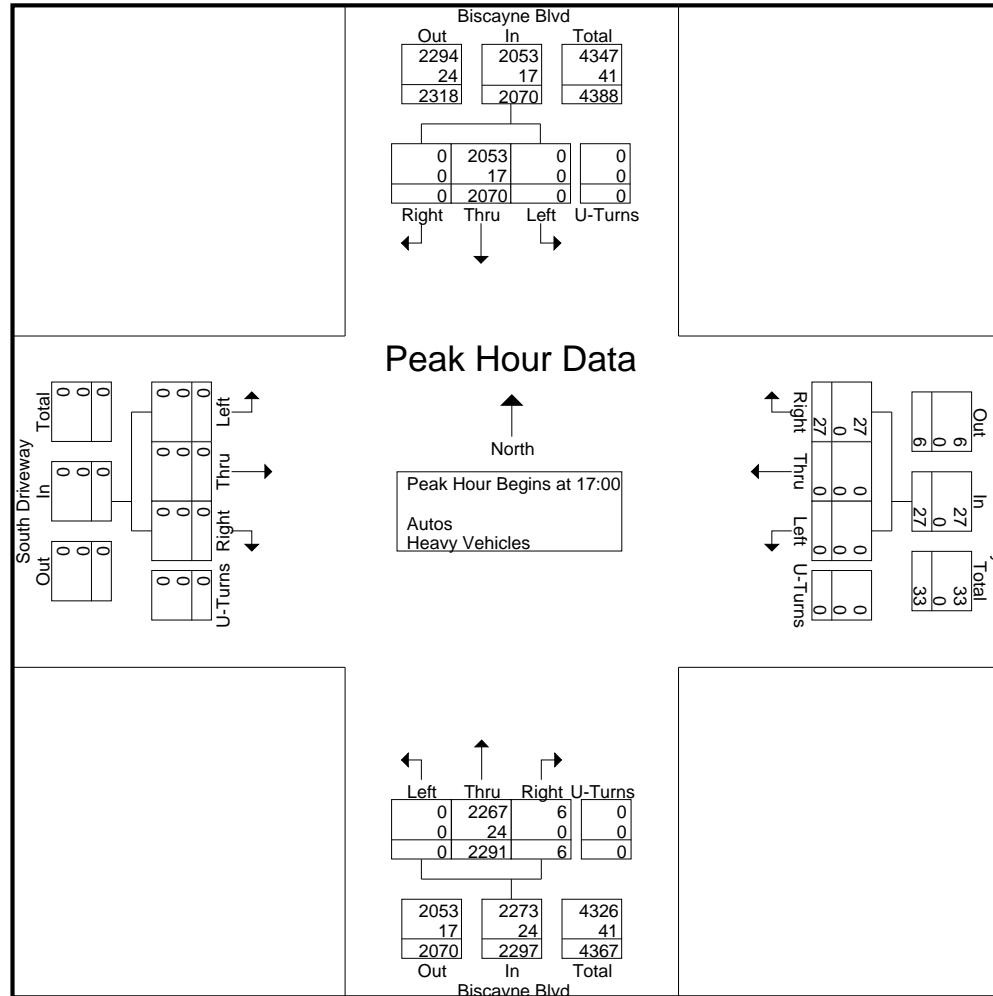 Biscayne Blvd
Out In Total
2294 2053 4347
24 17 41
2318 2070 4388
0 2053 0 0
0 17 0 0
0 2070 0 0
Right Thru Left U-Turns
Peak Hour Data
North
Peak Hour Begins at 17:00
Autos
Heavy Vehicles
South Driveway
Total In Out
0 0 0
0 0 0
0 0 0
Left Thru Right U-Turns
0 0 0 0
0 0 0 0
0 0 0 0
Out In Total
6 27 33
0 0 0
6 27 33
Right Thru Left U-Turns
27 0 0 0
0 0 0 0
27 0 0 0
Left Thru Right U-Turns
0 2267 6 0
0 24 0 0
0 2291 6 0
2053 2273 4326
17 24 41
2070 2297 4367
Out In Total
Biscayne Blvd